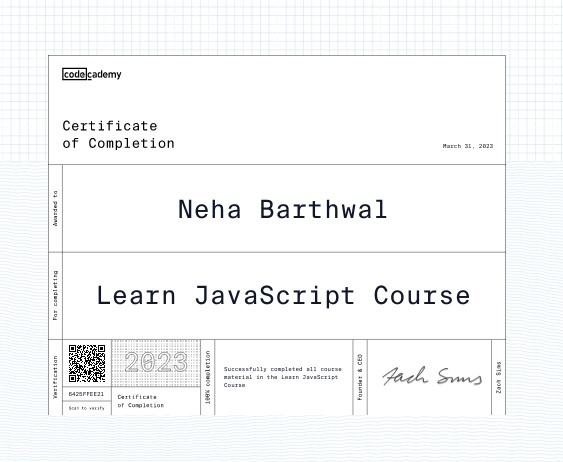 codecademy
Certificate
of Completion
March 31, 2023
Awarded to
Neha Barthwal
For completing
Learn JavaScript Course
Verification
6425FFEE21
Scan to verify
2023
Certificate
of Completion
100% completion
Successfully completed all course
material in the Learn JavaScript
Course
Founder & CEO
Zach Sims
Zach Sims